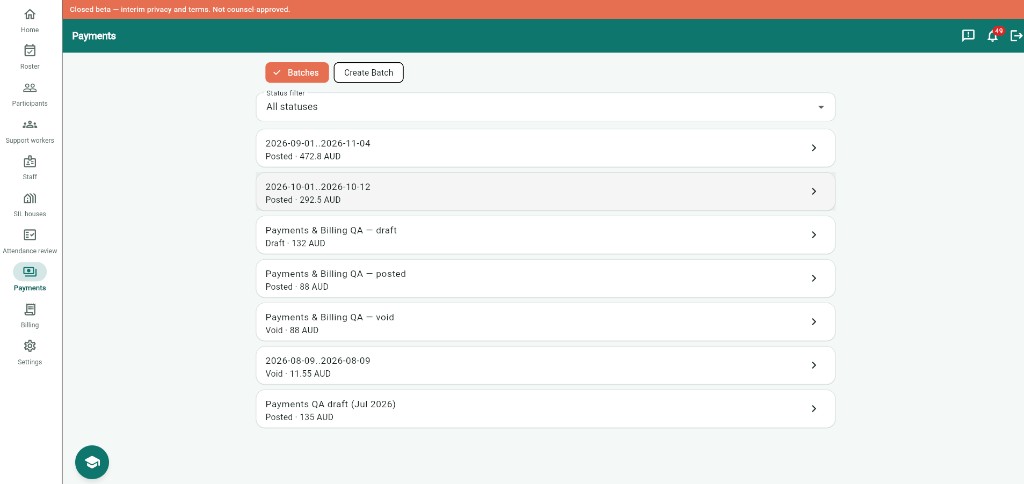 Closed beta — interim privacy and terms. Not counsel-approved.
Home
Roster
Participants
Support workers
Staff
SIL houses
Attendance review
Payments
Billing
Settings
Payments
49
Batches
Create Batch
Status filter
All statuses
2026-09-01..2026-11-04
Posted · 472.8 AUD
2026-10-01..2026-10-12
Posted · 292.5 AUD
Payments & Billing QA — draft
Draft · 132 AUD
Payments & Billing QA — posted
Posted · 88 AUD
Payments & Billing QA — void
Void · 88 AUD
2026-08-09..2026-08-09
Void · 11.55 AUD
Payments QA draft (Jul 2026)
Posted · 135 AUD